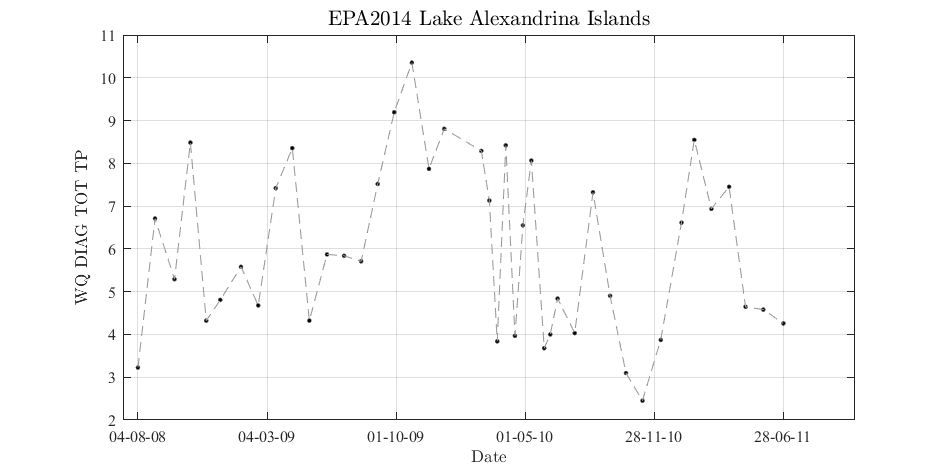 EPA2014 Lake Alexandrina Islands
11
10
9
8
7
6
5
4
3
2
WQ DIAG TOT TP
04-08-08 04-03-09 01-10-09 01-05-10 28-11-10 28-06-11
Date